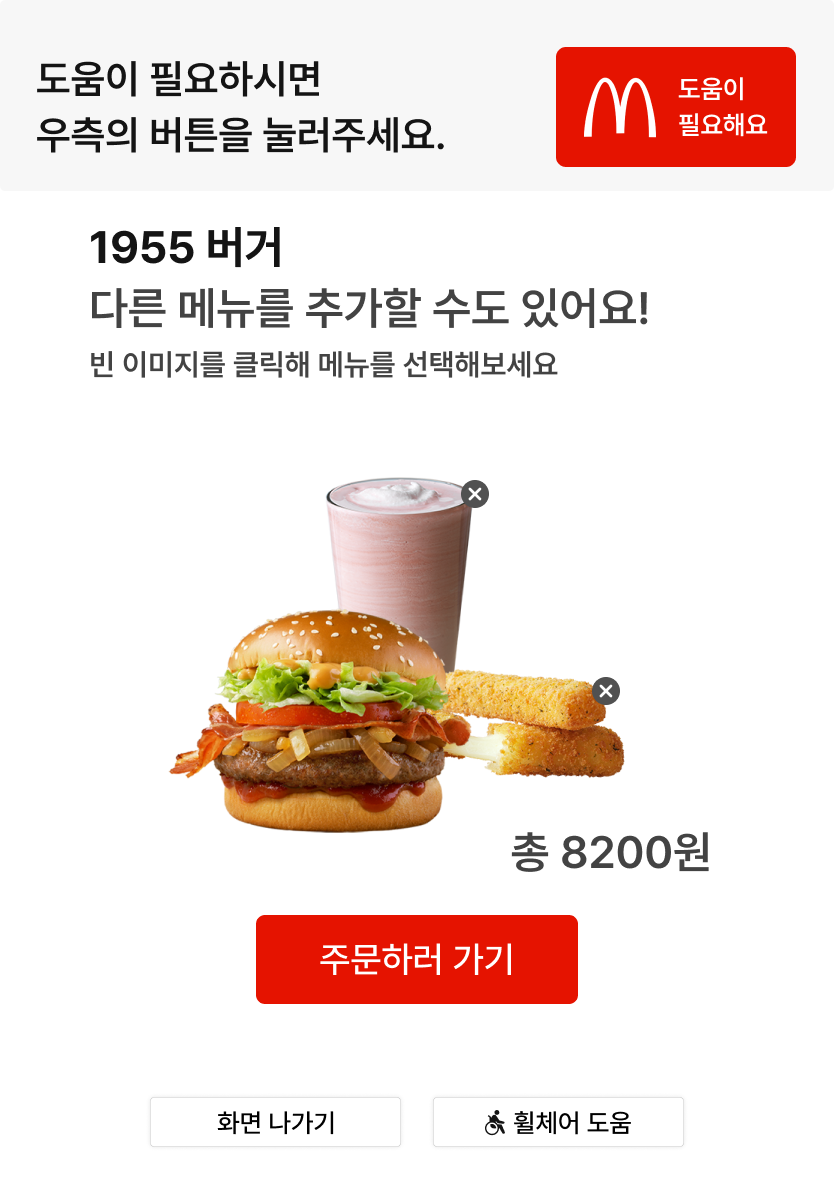 도움이 필요하시면
우측의 버튼을 눌러주세요.
도움이
필요해요
1955 버거
다른 메뉴를 추가할 수도 있어요!
빈 이미지를 클릭해 메뉴를 선택해보세요
총 8200원
주문하러 가기
화면 나가기
휠체어 도움